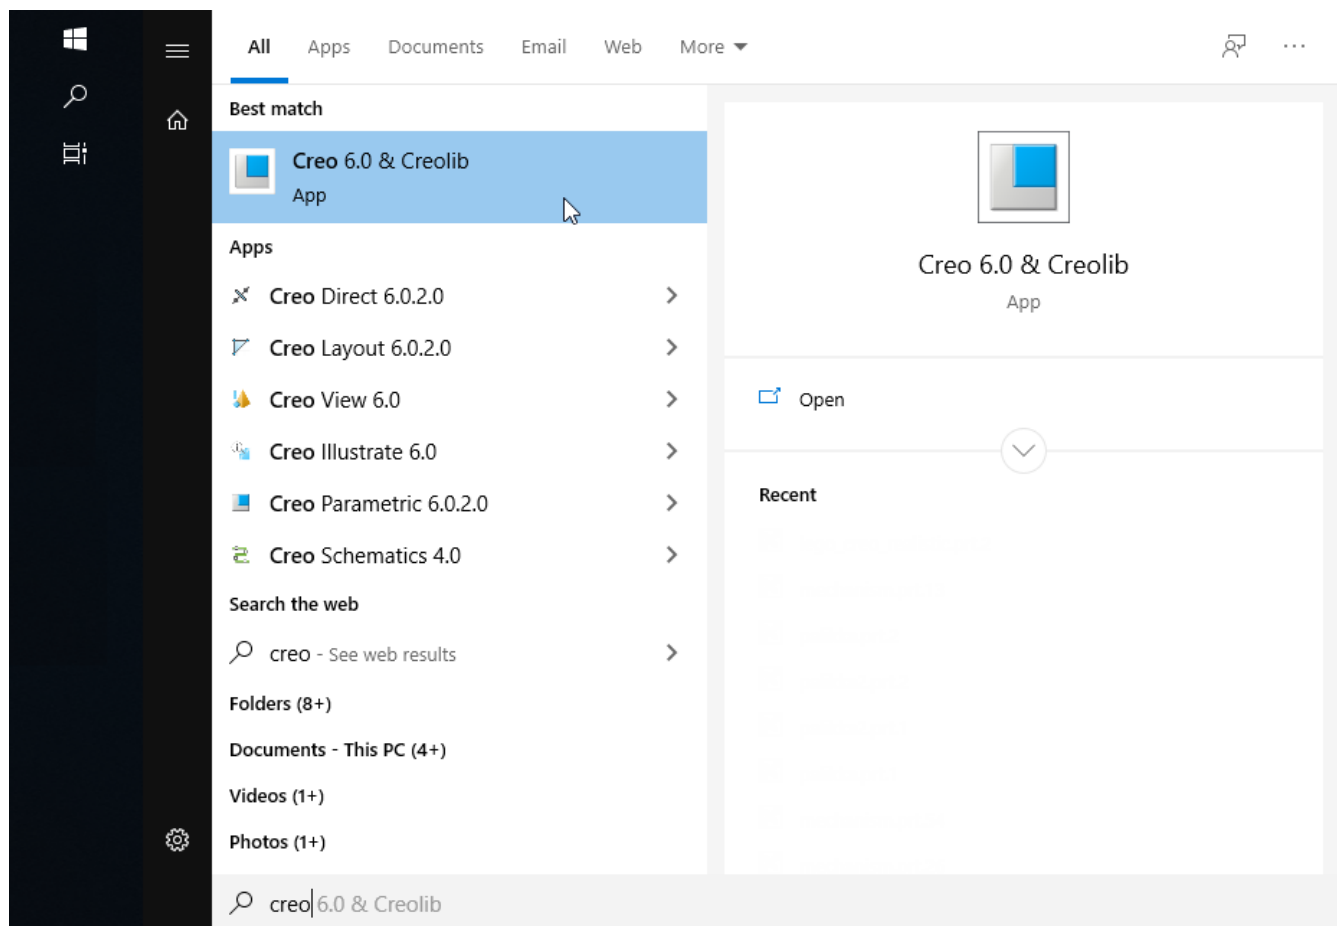 All Apps Documents Email Web More
Best match
Creo 6.0 & Creolib
App
Apps
Creo Direct 6.0.2.0
Creo Layout 6.0.2.0
Creo View 6.0
Creo Illustrate 6.0
Creo Parametric 6.0.2.0
Creo Schematics 4.0
Search the web
creo - See web results
Folders (8+)
Documents - This PC (4+)
Videos (1+)
Photos (1+)
creo 6.0 & Creolib
Creo 6.0 & Creolib
App
Open
Recent